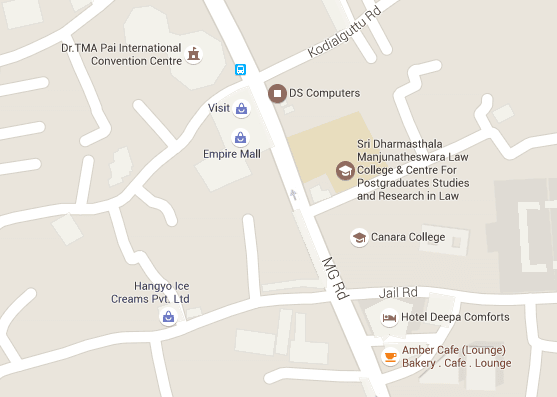 Kodialguttu Rd
Dr.TMA Pai International
Convention Centre
DS Computers
Visit
Empire Mall
Sri Dharmasthala
Manjunatheswara Law
College & Centre For
Postgraduates Studies
and Research in Law
Canara College
MG Rd
Hangyo Ice
Creams Pvt. Ltd
Jail Rd
Hotel Deepa Comforts
Amber Cafe (Lounge)
Bakery . Cafe . Lounge